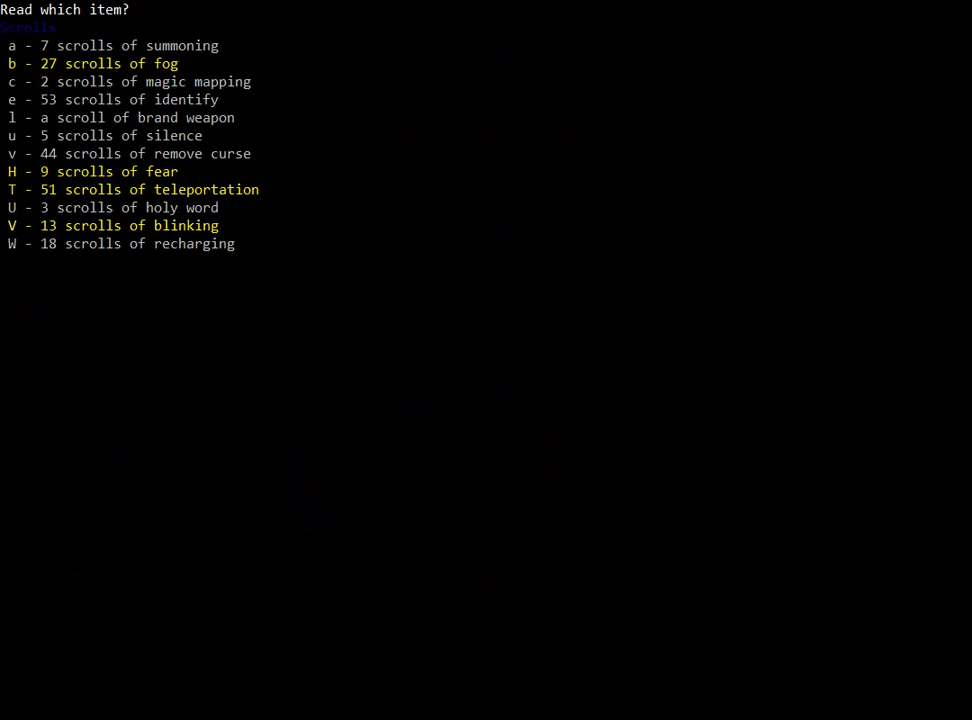 Read which item?
Scrolls
a - 7 scrolls of summoning
b - 27 scrolls of fog
c - 2 scrolls of magic mapping
e - 53 scrolls of identify
l - a scroll of brand weapon
u - 5 scrolls of silence
v - 44 scrolls of remove curse
H - 9 scrolls of fear
T - 51 scrolls of teleportation
U - 3 scrolls of holy word
V - 13 scrolls of blinking
W - 18 scrolls of recharging